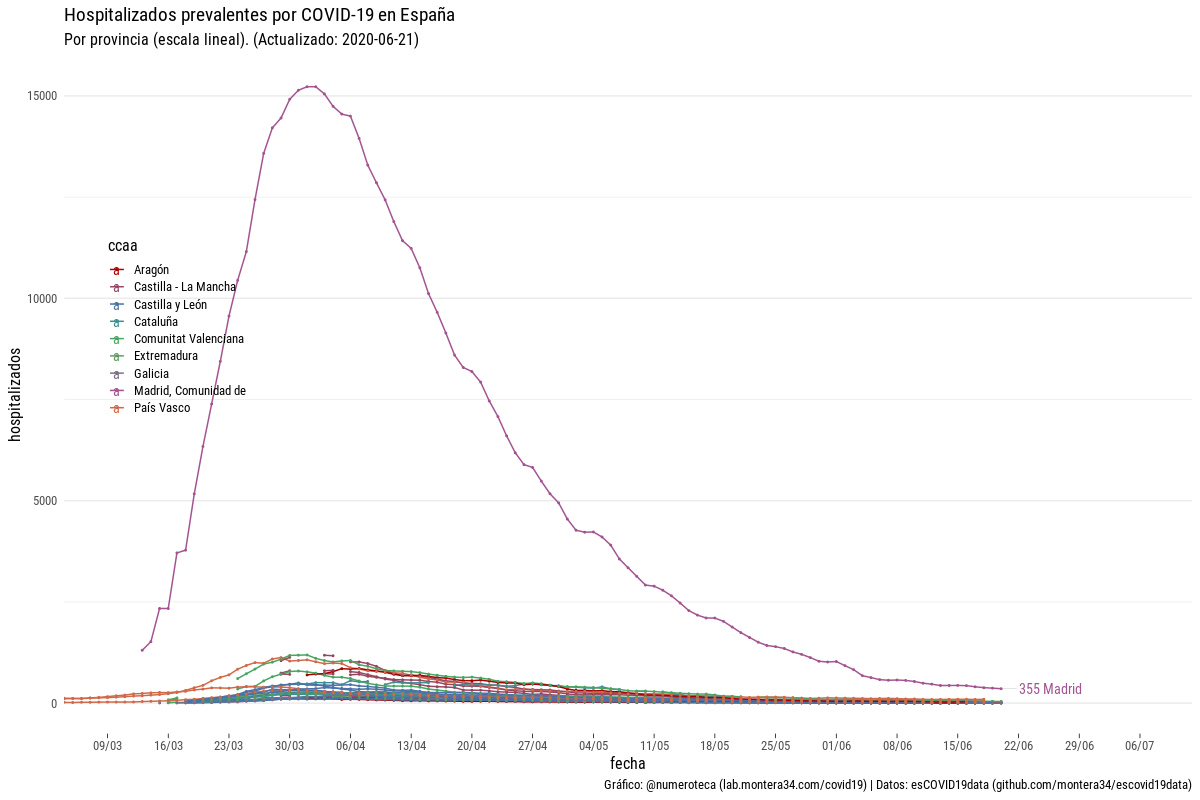 Hospitalizados prevalentes por COVID-19 en España
Por provincia (escala lineal). (Actualizado: 2020-06-21)
15000
10000
5000
0
hospitalizados
ccaa
a Aragón
a Castilla - La Mancha
a Castilla y León
a Cataluña
a Comunitat Valenciana
a Extremadura
a Galicia
a Madrid, Comunidad de
a País Vasco
355 Madrid
09/03 16/03 23/03 30/03 06/04 13/04 20/04 27/04 04/05 11/05 18/05 25/05 01/06 08/06 15/06 22/06 29/06 06/07
fecha
Gráfico: @numeroteca (lab.montera34.com/covid19) | Datos: esCOVID19data (github.com/montera34/escovid19data)